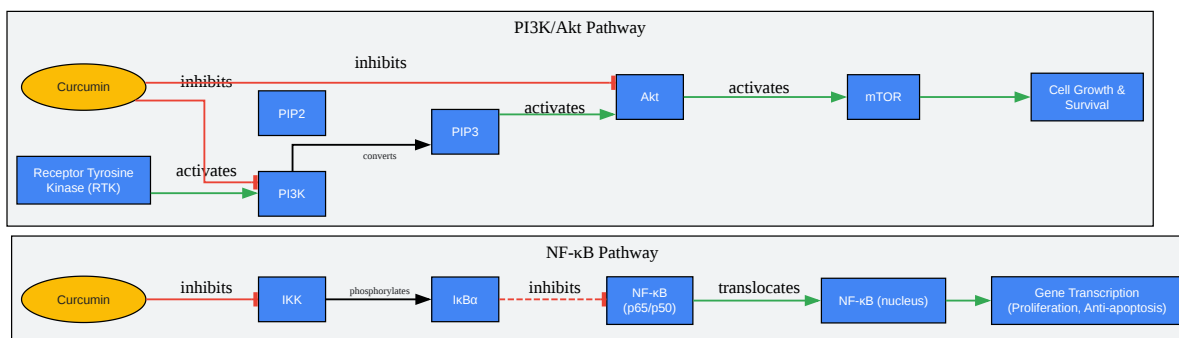 PI3K/Akt Pathway
inhibits
inhibits
Curcumin
Akt
activates
mTOR
Cell Growth &
Survival
PIP2
PIP3
activates
converts
Receptor Tyrosine
Kinase (RTK)
activates
PI3K
NF-κB Pathway
Curcumin
inhibits
IKK
phosphorylates
IκBα
inhibits
NF-κB
(p65/p50)
translocates
NF-κB (nucleus)
Gene Transcription
(Proliferation, Anti-apoptosis)